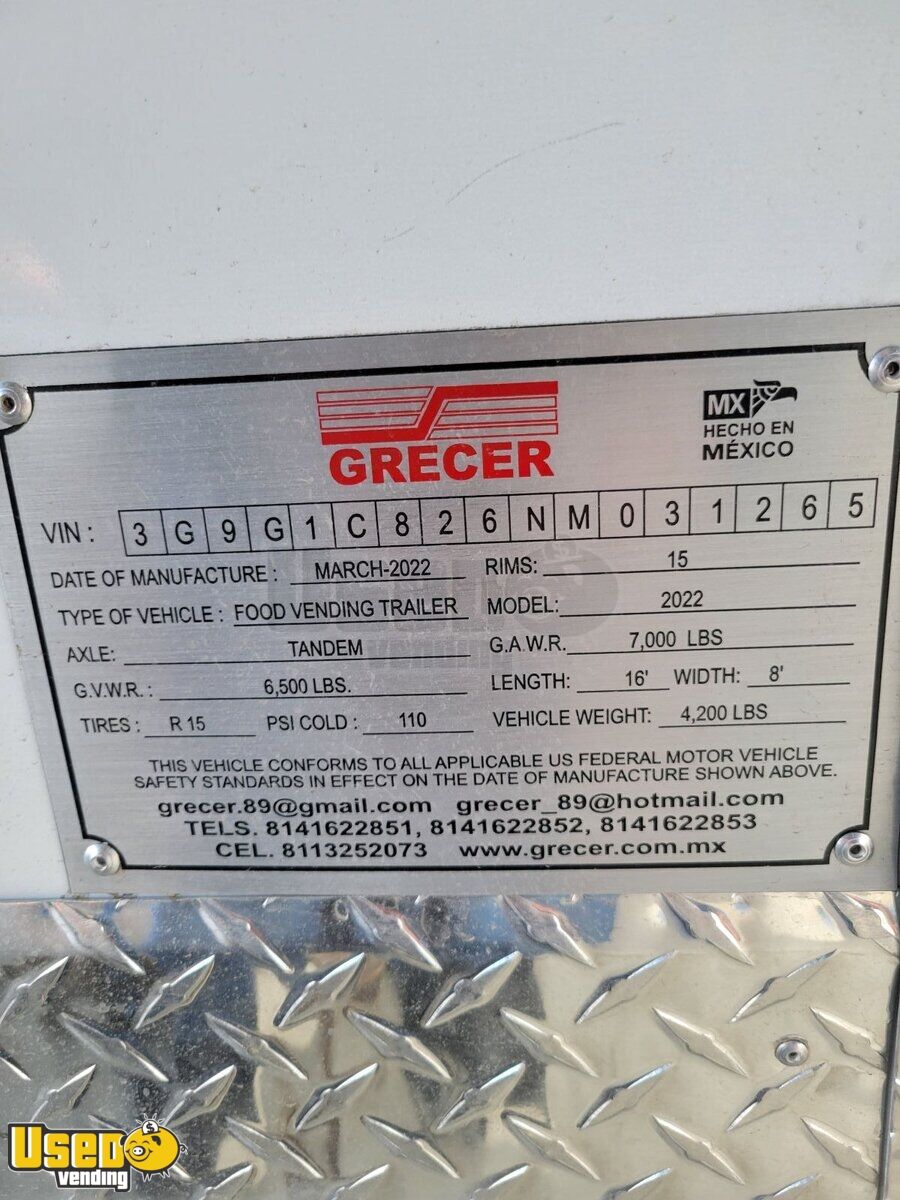 GRECER
MX
HECHO EN
MÉXICO
VIN : 3G9G1C826NM031265
DATE OF MANUFACTURE : MARCH-2022 RIMS: 15
TYPE OF VEHICLE : FOOD VENDING TRAILER MODEL: 2022
AXLE: TANDEM G.A.W.R. 7,000 LBS
G.V.W.R. : 6,500 LBS. LENGTH: 16' WIDTH: 8'
TIRES : R 15 PSI COLD : 110 VEHICLE WEIGHT: 4,200 LBS
THIS VEHICLE CONFORMS TO ALL APPLICABLE US FEDERAL MOTOR VEHICLE
SAFETY STANDARDS IN EFFECT ON THE DATE OF MANUFACTURE SHOWN ABOVE.
grecer.89@gmail.com grecer_89@hotmail.com
TELS. 8141622851, 8141622852, 8141622853
CEL. 8113252073 www.grecer.com.mx
Used
vending